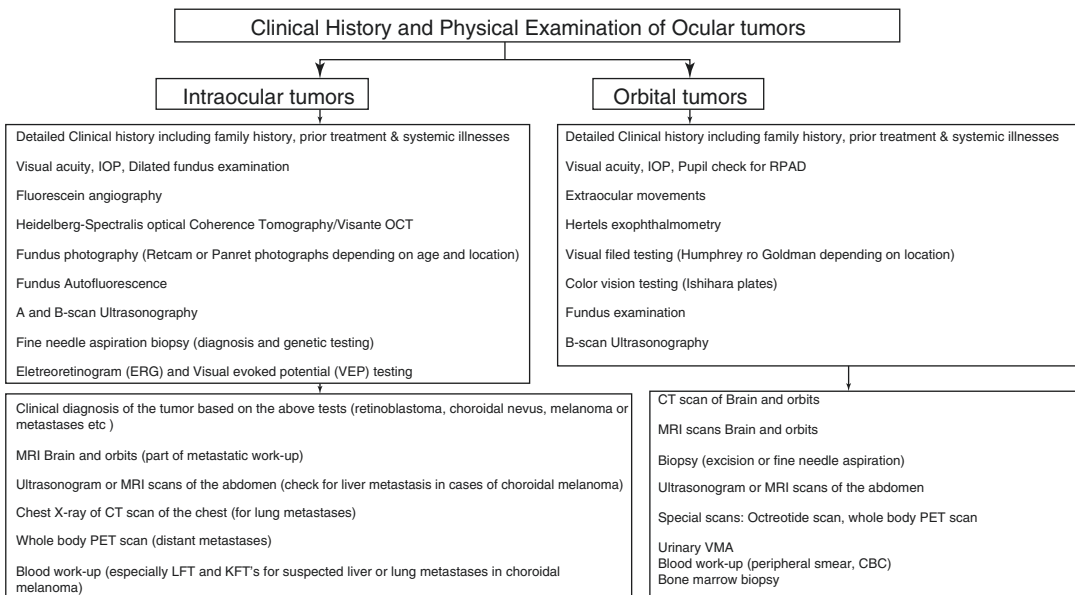 Clinical History and Physical Examination of Ocular tumors
Intraocular tumors
Detailed Clinical history including family history, prior treatment & systemic illnesses
Visual acuity, IOP, Dilated fundus examination
Fluorescein angiography
Heidelberg-Spectralis optical Coherence Tomography/Visante OCT
Fundus photography (Retcam or Panret photographs depending on age and location)
Fundus Autofluorescence
A and B-scan Ultrasonography
Fine needle aspiration biopsy (diagnosis and genetic testing)
Eletreoretinogram (ERG) and Visual evoked potential (VEP) testing
Clinical diagnosis of the tumor based on the above tests (retinoblastoma, choroidal nevus, melanoma or
metastases etc )
MRI Brain and orbits (part of metastatic work-up)
Ultrasonogram or MRI scans of the abdomen (check for liver metastasis in cases of choroidal melanoma)
Chest X-ray of CT scan of the chest (for lung metastases)
Whole body PET scan (distant metastases)
Blood work-up (especially LFT and KFT's for suspected liver or lung metastases in choroidal
melanoma)
Orbital tumors
Detailed Clinical history including family history, prior treatment & systemic illnesses
Visual acuity, IOP, Pupil check for RPAD
Extraocular movements
Hertels exophthalmometry
Visual filed testing (Humphrey ro Goldman depending on location)
Color vision testing (Ishihara plates)
Fundus examination
B-scan Ultrasonography
CT scan of Brain and orbits
MRI scans Brain and orbits
Biopsy (excision or fine needle aspiration)
Ultrasonogram or MRI scans of the abdomen
Special scans: Octreotide scan, whole body PET scan
Urinary VMA
Blood work-up (peripheral smear, CBC)
Bone marrow biopsy